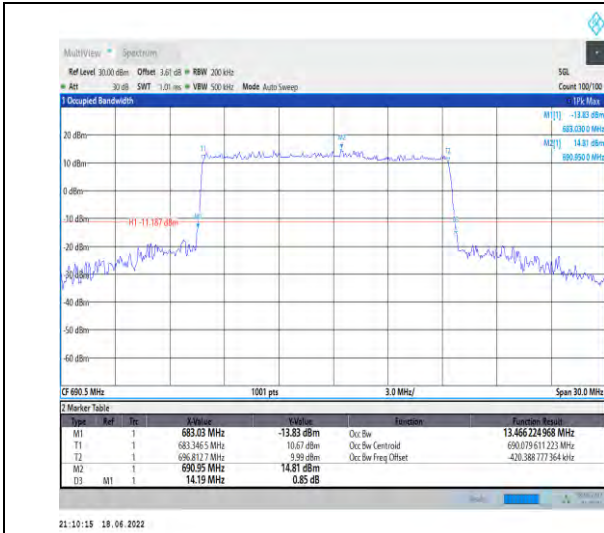 MultiView Spectrum
Ref Level 30.00 dBm Offset 3.61 dB RBW 200 kHz SGL
Att 30 dB SWT 1.01 ms VBW 500 kHz Mode Auto Sweep Count 100/100
1 Occupied Bandwidth 1Pk Max
M1[1] -13.83 dBm
683.030 0 MHz
M2[1] 14.81 dBm
690.950 0 MHz
20 dBm
M2
T1
T2
10 dBm
0 dBm
-10 dBm
H1 -11.187 dBm
M1
-20 dBm
-30 dBm
-40 dBm
-50 dBm
-60 dBm
CF 690.5 MHz 1001 pts 3.0 MHz/ Span 30.0 MHz
2 Marker Table
Type Ref Trc X-Value Y-Value Function Function Result
M1 1 683.03 MHz -13.83 dBm Occ Bw 13.466 224 968 MHz
T1 1 683.346 5 MHz 10.67 dBm Occ Bw Centroid 690.079 611 223 MHz
T2 1 696.812 7 MHz 9.99 dBm Occ Bw Freq Offset -420.388 777 364 kHz
M2 1 690.95 MHz 14.81 dBm
D3 M1 1 14.19 MHz 0.85 dB
21:10:15 18.06.2022